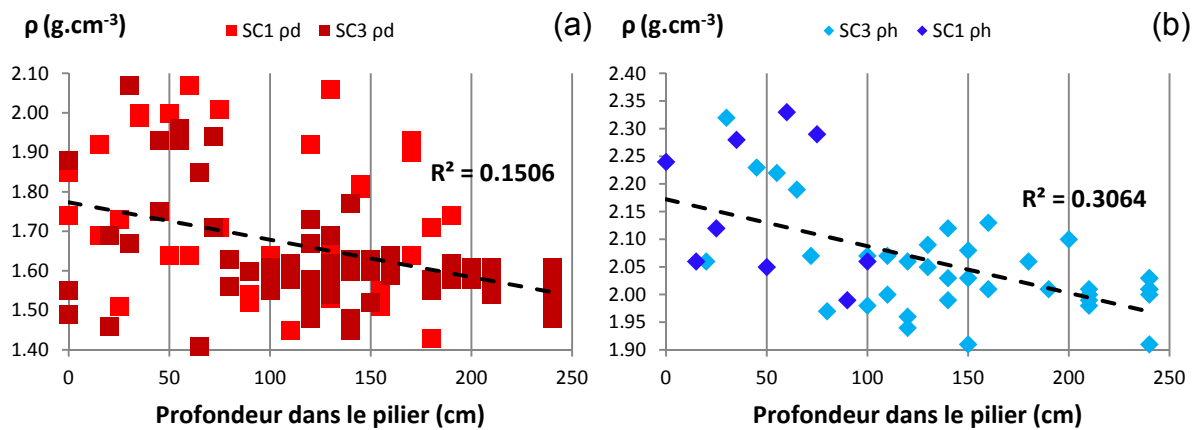 ρ (g.cm⁻³)
SC1 ρd SC3 ρd
(a)
2.10
2.00
1.90
1.80
1.70
1.60
1.50
1.40
R² = 0.1506
0 50 100 150 200 250
Profondeur dans le pilier (cm)
ρ (g.cm⁻³)
SC3 ρh SC1 ρh
(b)
2.40
2.35
2.30
2.25
2.20
2.15
2.10
2.05
2.00
1.95
1.90
R² = 0.3064
0 50 100 150 200 250
Profondeur dans le pilier (cm)